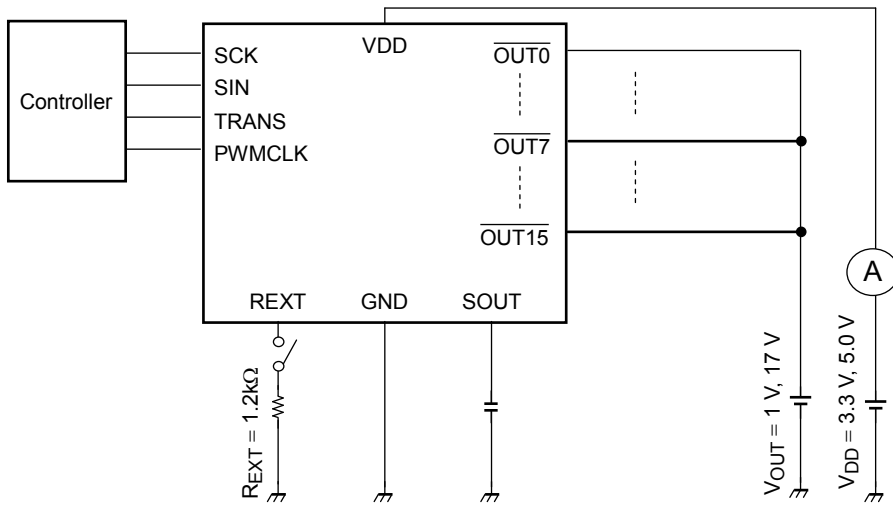 Controller
SCK
SIN
TRANS
PWMCLK
VDD
OUT0
OUT7
OUT15
REXT
GND
SOUT
A
REXT = 1.2kΩ
VOUT = 1 V, 17 V
VDD = 3.3 V, 5.0 V